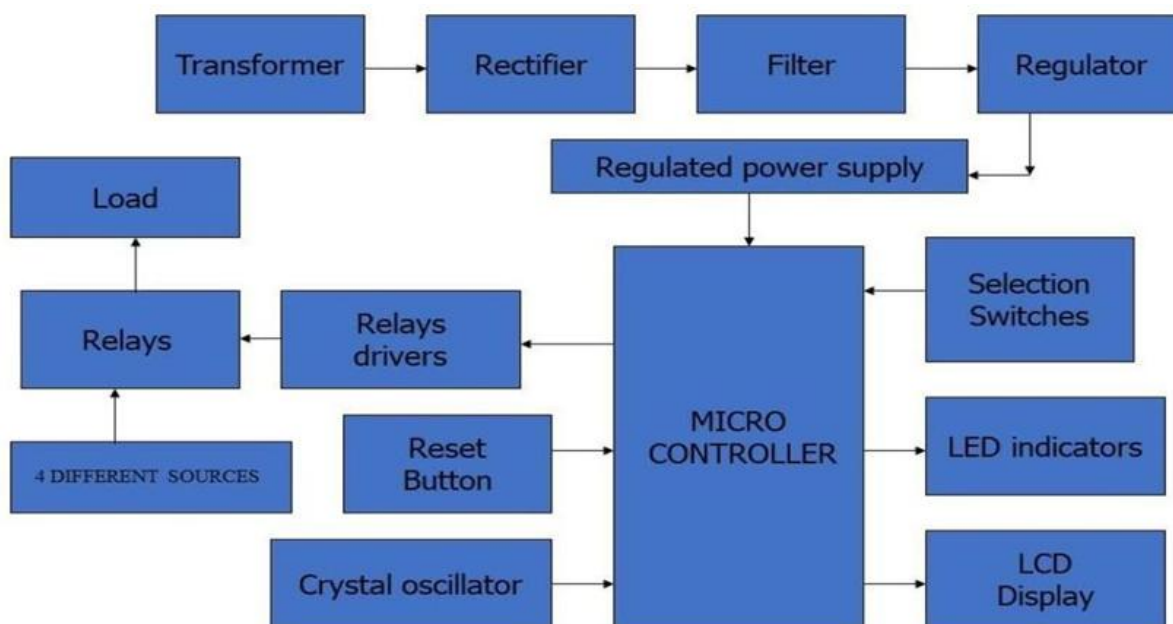 Transformer
Rectifier
Filter
Regulator
Regulated power supply
Load
Selection
Switches
Relays
Relays
drivers
MICRO
CONTROLLER
Reset
Button
LED indicators
4 DIFFERENT SOURCES
Crystal oscillator
LCD
Display